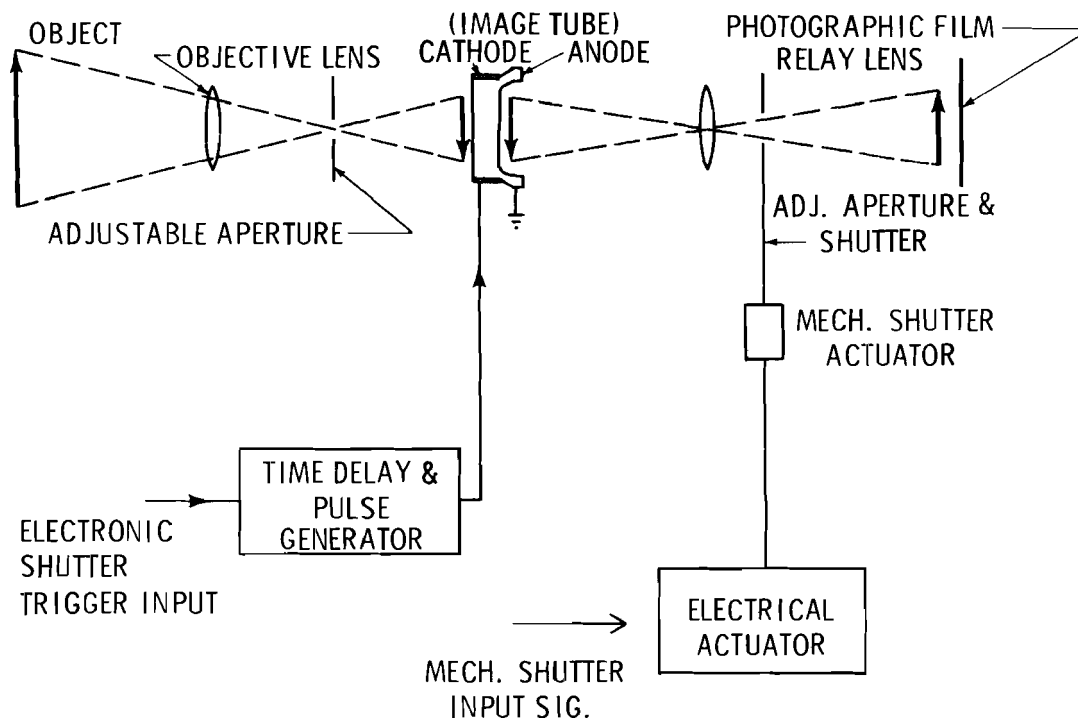 OBJECT
OBJECTIVE LENS
(IMAGE TUBE)
CATHODE
ANODE
PHOTOGRAPHIC FILM
RELAY LENS
ADJUSTABLE APERTURE
ADJ. APERTURE &
SHUTTER
MECH. SHUTTER
ACTUATOR
TIME DELAY &
PULSE
GENERATOR
ELECTRONIC
SHUTTER
TRIGGER INPUT
ELECTRICAL
ACTUATOR
MECH. SHUTTER
INPUT SIG.